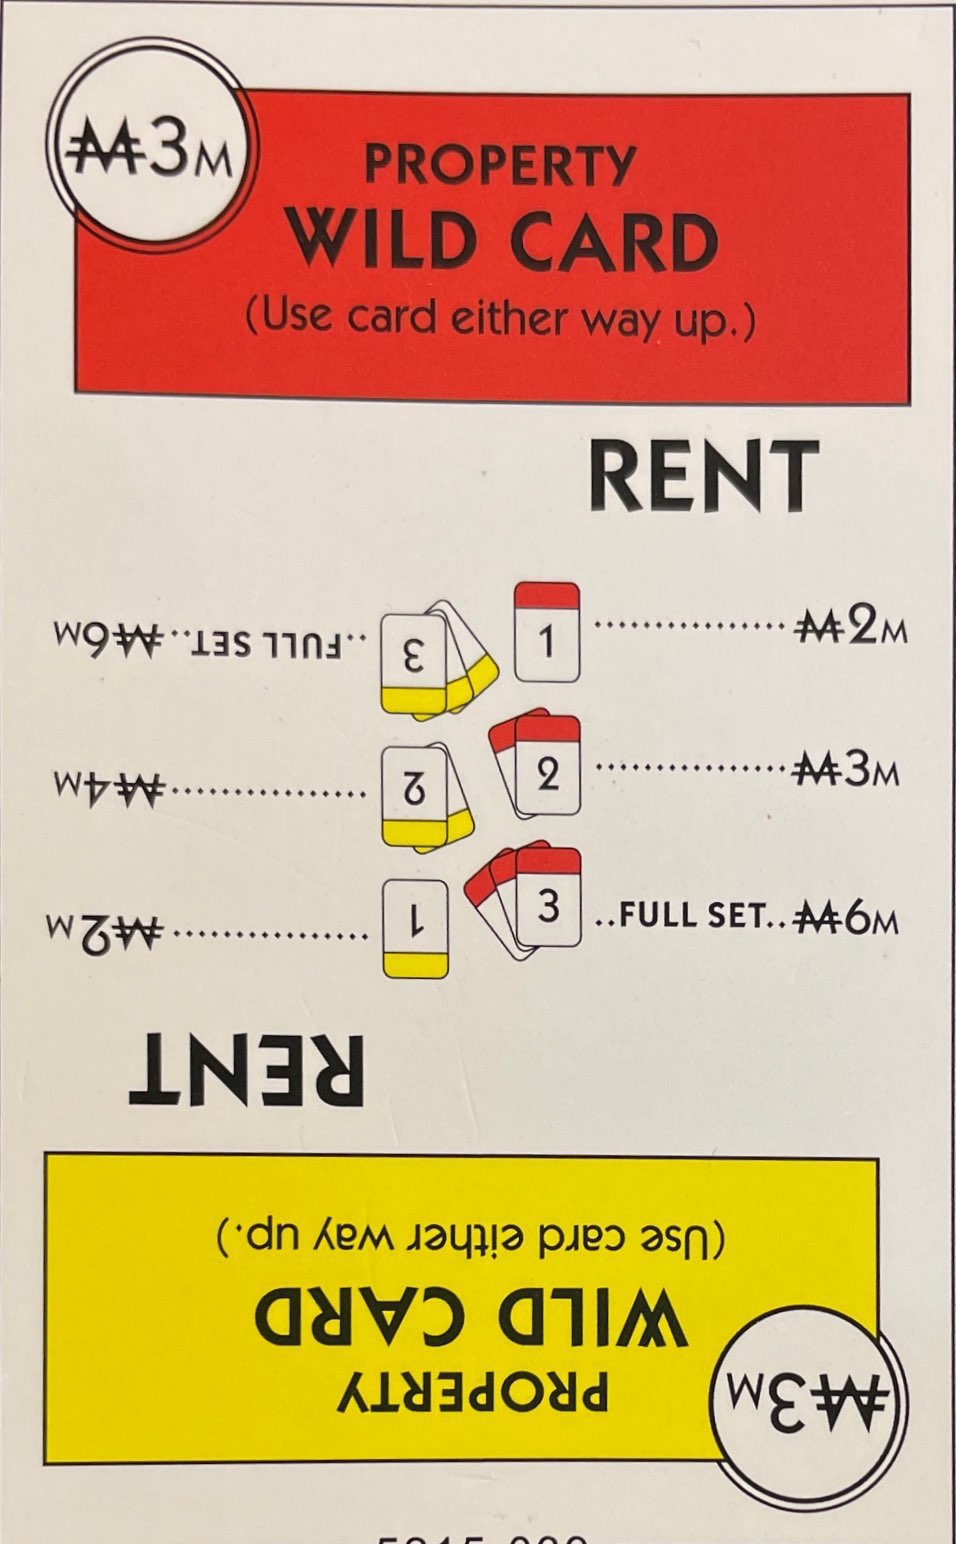 ₩3M
PROPERTY
WILD CARD
(Use card either way up.)
RENT
1 ................ ₩2M
2 ................ ₩3M
3 ..FULL SET.. ₩6M
₩3M
PROPERTY
WILD CARD
(Use card either way up.)
RENT
1 ................ ₩2M
2 ................ ₩4M
3 ..FULL SET.. ₩6M